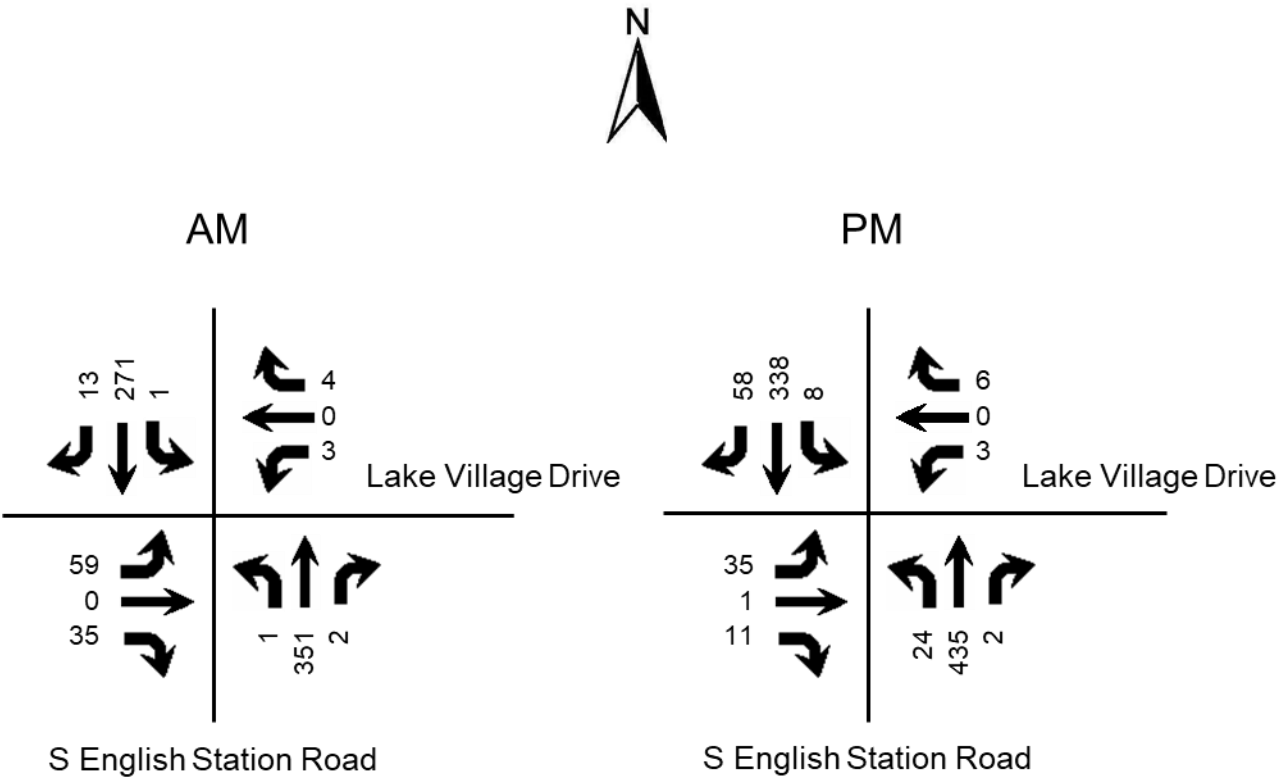 N
AM
13 271 1
4
0
3
Lake Village Drive
59
0
35
1 351 2
S English Station Road
PM
58 338 8
6
0
3
Lake Village Drive
35
1
11
24 435 2
S English Station Road